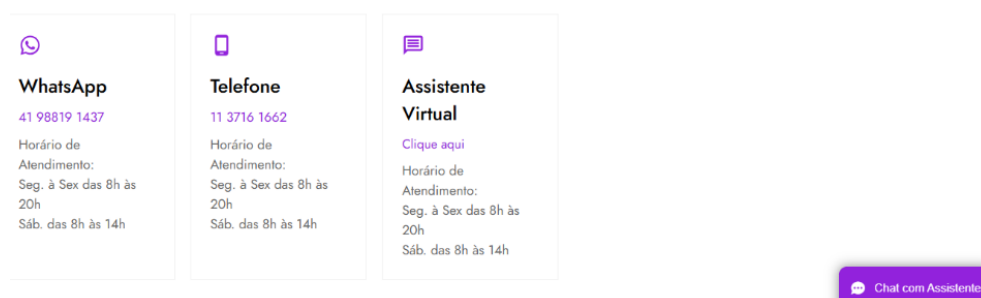 WhatsApp
41 98819 1437
Horário de
Atendimento:
Seg. à Sex das 8h às
20h
Sáb. das 8h às 14h
Telefone
11 3716 1662
Horário de
Atendimento:
Seg. à Sex das 8h às
20h
Sáb. das 8h às 14h
Assistente
Virtual
Clique aqui
Horário de
Atendimento:
Seg. à Sex das 8h às
20h
Sáb. das 8h às 14h
Chat com Assistente